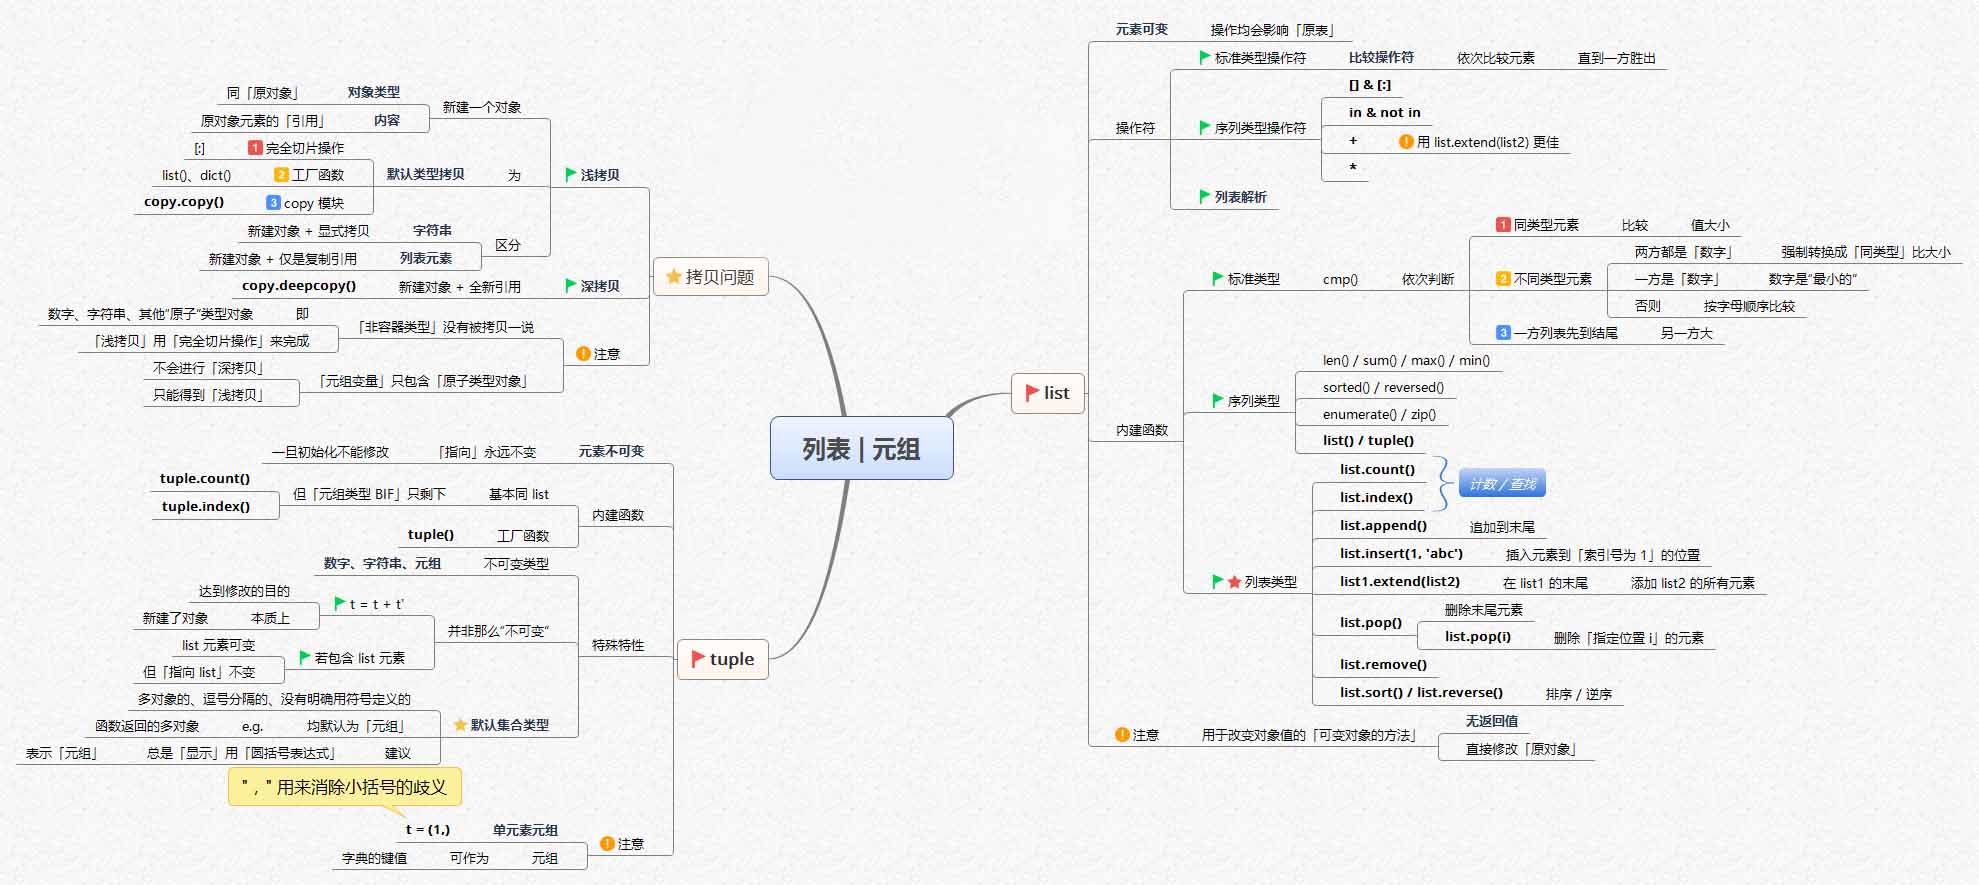 列表 | 元组
list
元素可变 操作均会影响「原表」
操作符
标准类型操作符 比较操作符 依次比较元素 直到一方胜出
序列类型操作符
[] & [:]
in & not in
+ 用 list.extend(list2) 更佳
*
列表解析
内建函数
标准类型 cmp() 依次判断
1 同类型元素 比较 值大小
2 不同类型元素
两方都是「数字」 强制转换成「同类型」比大小
一方是「数字」 数字是“最小的“
否则 按字母顺序比较
3 一方列表先到结尾 另一方大
序列类型
len() / sum() / max() / min()
sorted() / reversed()
enumerate() / zip()
list() / tuple()
列表类型
list.count()
list.index()
计数 / 查找
list.append() 追加到末尾
list.insert(1, 'abc') 插入元素到「索引号为 1」的位置
list1.extend(list2) 在 list1 的末尾 添加 list2 的所有元素
list.pop()
删除末尾元素
list.pop(i) 删除「指定位置 i」的元素
list.remove()
list.sort() / list.reverse() 排序 / 逆序
注意 用于改变对象值的「可变对象的方法」
无返回值
直接修改「原对象」
拷贝问题
浅拷贝
新建一个对象
同「原对象」 对象类型
原对象元素的「引用」 内容
默认类型拷贝 为
[:] 1 完全切片操作
list()、dict() 2 工厂函数
copy.copy() 3 copy 模块
区分
新建对象 + 显式拷贝 字符串
新建对象 + 仅是复制引用 列表元素
copy.deepcopy() 新建对象 + 全新引用 深拷贝
注意
「非容器类型」没有被拷贝一说
数字、字符串、其他“原子“类型对象 即
「浅拷贝」用「完全切片操作」来完成
「元组变量」只包含「原子类型对象」
不会进行「深拷贝」
只能得到「浅拷贝」
tuple
一旦初始化不能修改 「指向」永远不变 元素不可变
内建函数
但「元组类型 BIF」只剩下 基本同 list
tuple.count()
tuple.index()
tuple() 工厂函数
特殊特性
数字、字符串、元组 不可变类型
并非那么“不可变“
t = t + t'
达到修改的目的
新建了对象 本质上
若包含 list 元素
list 元素可变
但「指向 list」不变
默认集合类型
多对象的、逗号分隔的、没有明确用符号定义的
函数返回的多对象 e.g. 均默认为「元组」
表示「元组」 总是「显示」用「圆括号表达式」 建议
" , " 用来消除小括号的歧义
注意
t = (1,) 单元素元组
字典的键值 可作为 元组